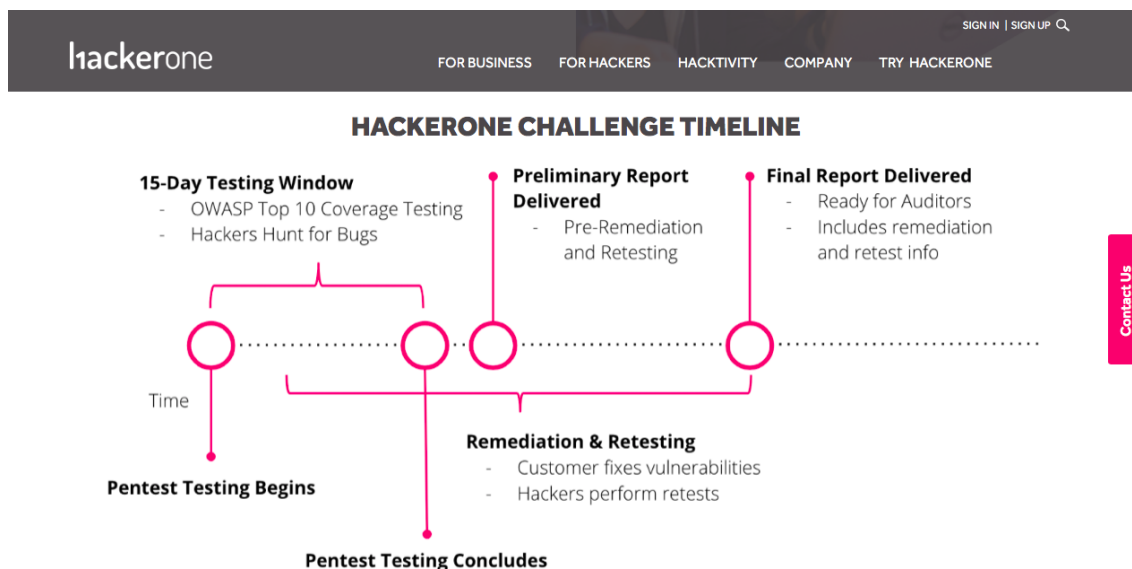 SIGN IN | SIGN UP
hackerone
FOR BUSINESS FOR HACKERS HACKTIVITY COMPANY TRY HACKERONE
HACKERONE CHALLENGE TIMELINE
15-Day Testing Window
- OWASP Top 10 Coverage Testing
- Hackers Hunt for Bugs
Preliminary Report
Delivered
- Pre-Remediation
and Retesting
Final Report Delivered
- Ready for Auditors
- Includes remediation
and retest info
Contact Us
Time
Remediation & Retesting
- Customer fixes vulnerabilities
- Hackers perform retests
Pentest Testing Begins
Pentest Testing Concludes